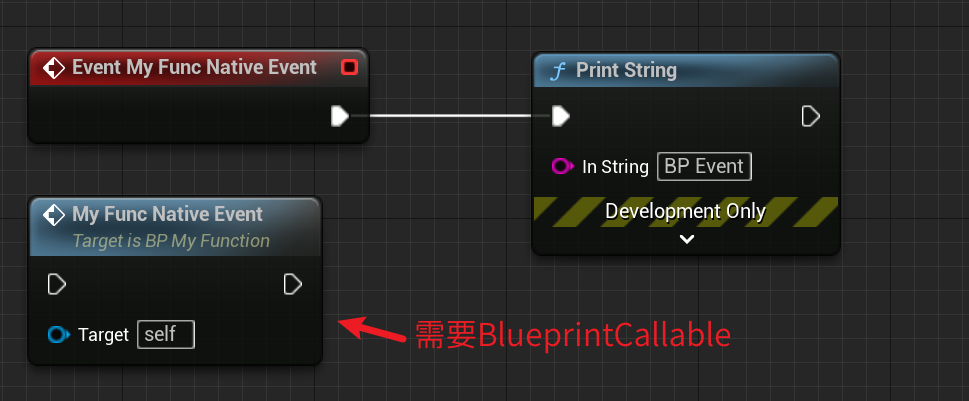 Event My Func Native Event
Print String
In String BP Event
Development Only
My Func Native Event
Target is BP My Function
Target self
需要BlueprintCallable